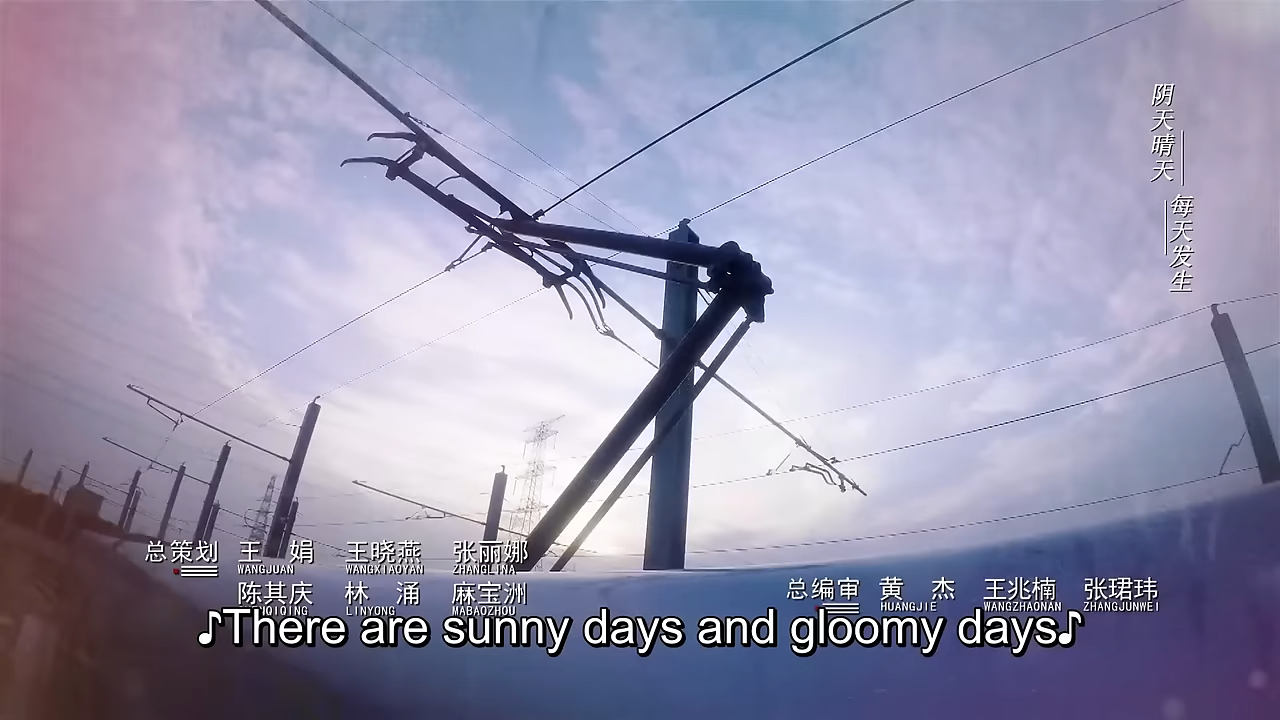 阴天晴天
每天发生
总策划 王 娟 王晓燕 张丽娜
WANGJUAN WANGXIAOYAN ZHANGLINA
陈其庆 林 涌 麻宝洲
LINYONG MABAOZHOU
总编审 黄 杰 王兆楠 张珺玮
HUANGJIE WANGZHAONAN ZHANGJUNWEI
♪There are sunny days and gloomy days♪